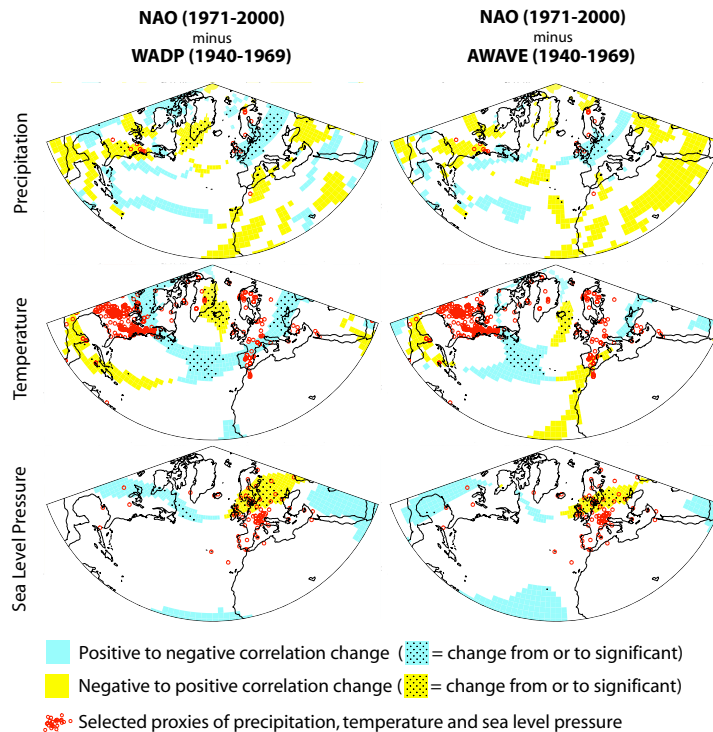 NAO (1971-2000)
minus
WADP (1940-1969)
NAO (1971-2000)
minus
AWAVE (1940-1969)
Precipitation
Temperature
Sea Level Pressure
Positive to negative correlation change ( = change from or to significant)
Negative to positive correlation change ( = change from or to significant)
Selected proxies of precipitation, temperature and sea level pressure